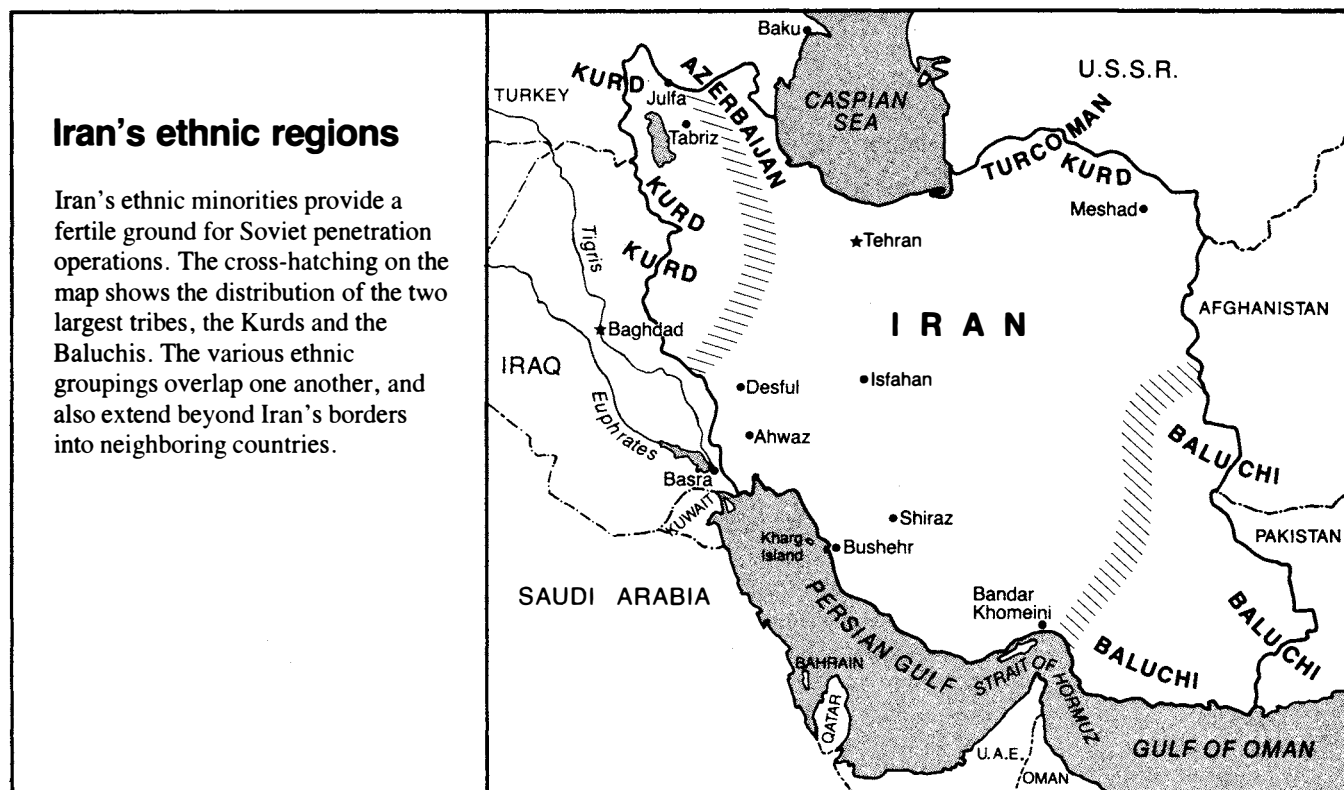 Iran's ethnic regions
Iran's ethnic minorities provide a
fertile ground for Soviet penetration
operations. The cross-hatching on the
map shows the distribution of the two
largest tribes, the Kurds and the
Baluchis. The various ethnic
groupings overlap one another, and
also extend beyond Iran's borders
into neighboring countries.
Baku
U.S.S.R.
KURD
AZERBAIJAN
TURKEY
Julfa
CASPIAN
SEA
Tabriz
TURCOMAN
KURD
KURD
Meshad
Tigris
Tehran
KURD
AFGHANISTAN
IRAN
Baghdad
IRAQ
Isfahan
Desful
Euphrates
Ahwaz
BALUCHI
Basra
KUWAIT
Shiraz
PAKISTAN
Kharg
Island
Bushehr
SAUDI ARABIA
PERSIAN GULF
Bandar
Khomeini
BALUCHI
BALUCHI
BAHRAIN
STRAIT OF HORMUZ
QATAR
U.A.E.
GULF OF OMAN
OMAN